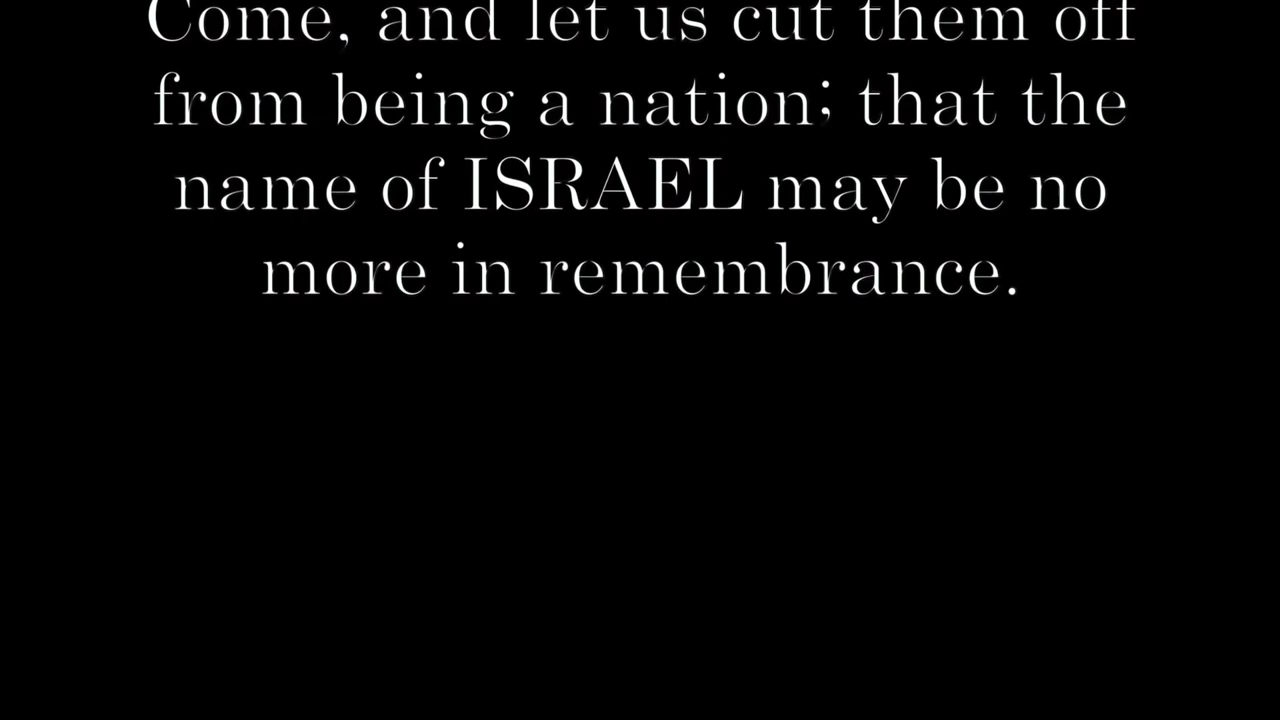 Come, and let us cut them off
from being a nation; that the
name of ISRAEL may be no
more in remembrance.